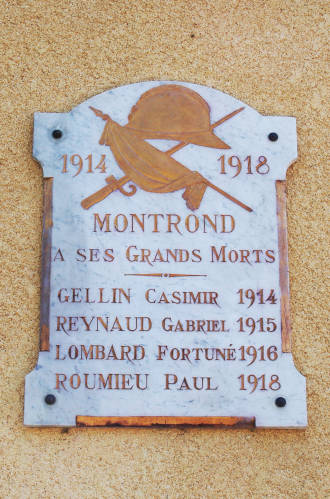 1914 1918
MONTROND
A SES GRANDS MORTS
GELLIN CASIMIR 1914
REYNAUD GABRIEL 1915
LOMBARD FORTUNÉ 1916
ROUMIEU PAUL 1918